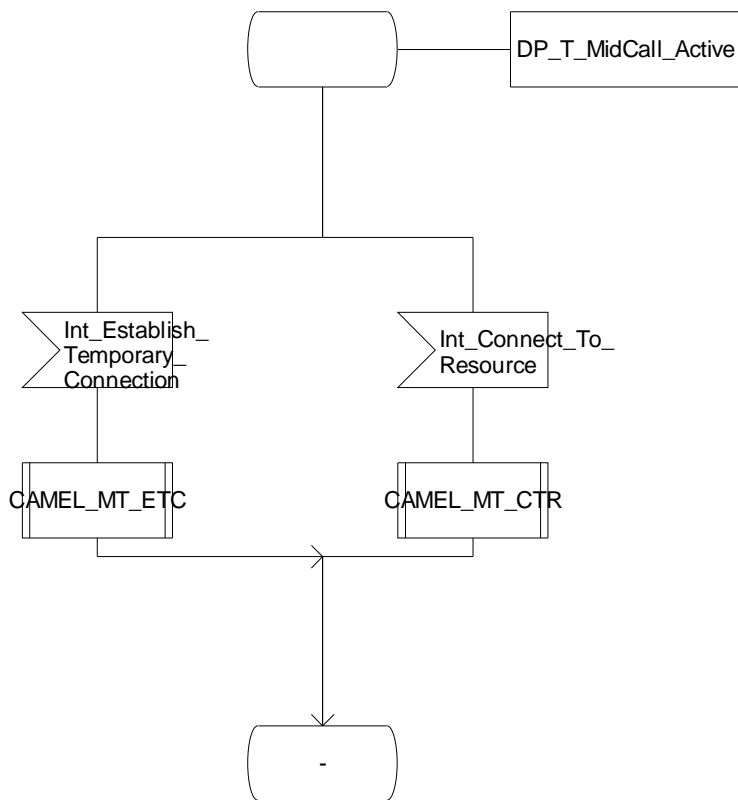 DP_T_MidCall_Active
Int_Establish_
Temporary_
Connection
Int_Connect_To_
Resource
CAMEL_MT_ETC
CAMEL_MT_CTR
-